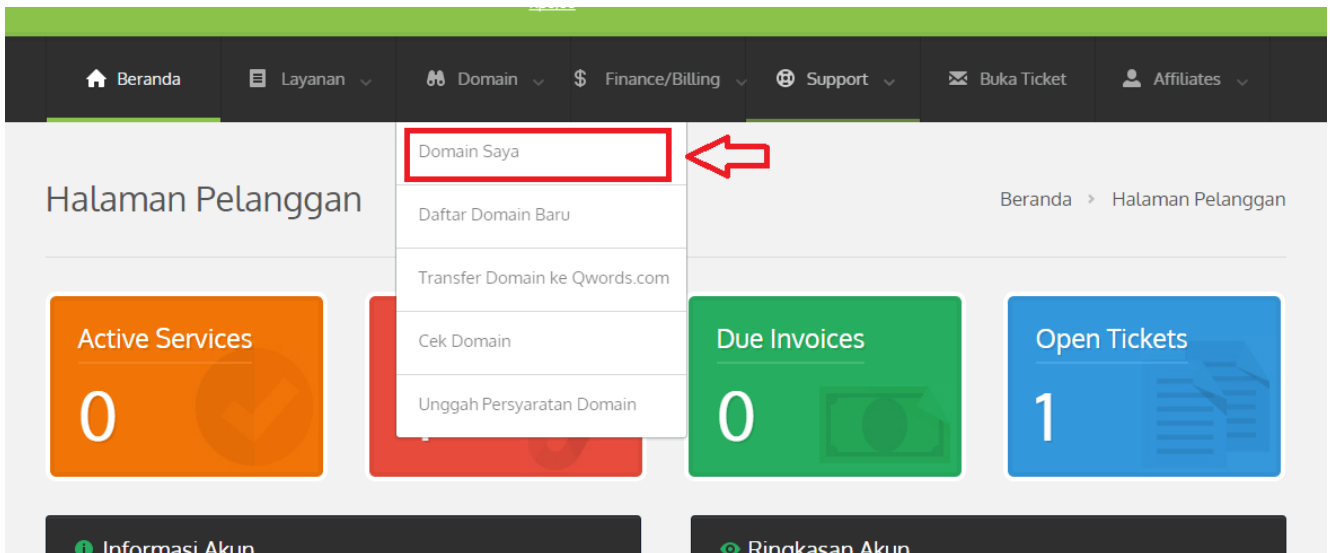 Beranda
Layanan
Domain
$ Finance/Billing
Support
Buka Ticket
Affiliates
Domain Saya
Halaman Pelanggan
Beranda > Halaman Pelanggan
Daftar Domain Baru
Transfer Domain ke Qwords.com
Cek Domain
Unggah Persyaratan Domain
Active Services
0
Due Invoices
0
Open Tickets
1
Informasi Akun
Ringkasan Akun